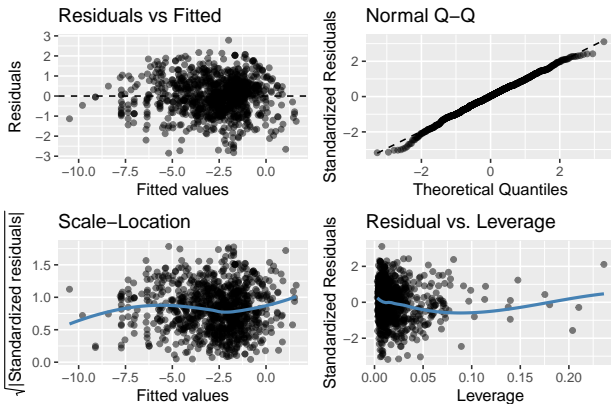 Residuals vs Fitted
Residuals
3
2
1
0
−1
−2
−3
−10.0 −7.5 −5.0 −2.5 0.0
Fitted values
Normal Q−Q
Standardized Residuals
2
0
−2
−2 0 2
Theoretical Quantiles
Scale−Location
√|Standardized residuals|
1.5
1.0
0.5
0.0
−10.0 −7.5 −5.0 −2.5 0.0
Fitted values
Residual vs. Leverage
Standardized Residuals
2
0
−2
0.00 0.05 0.10 0.15 0.20
Leverage